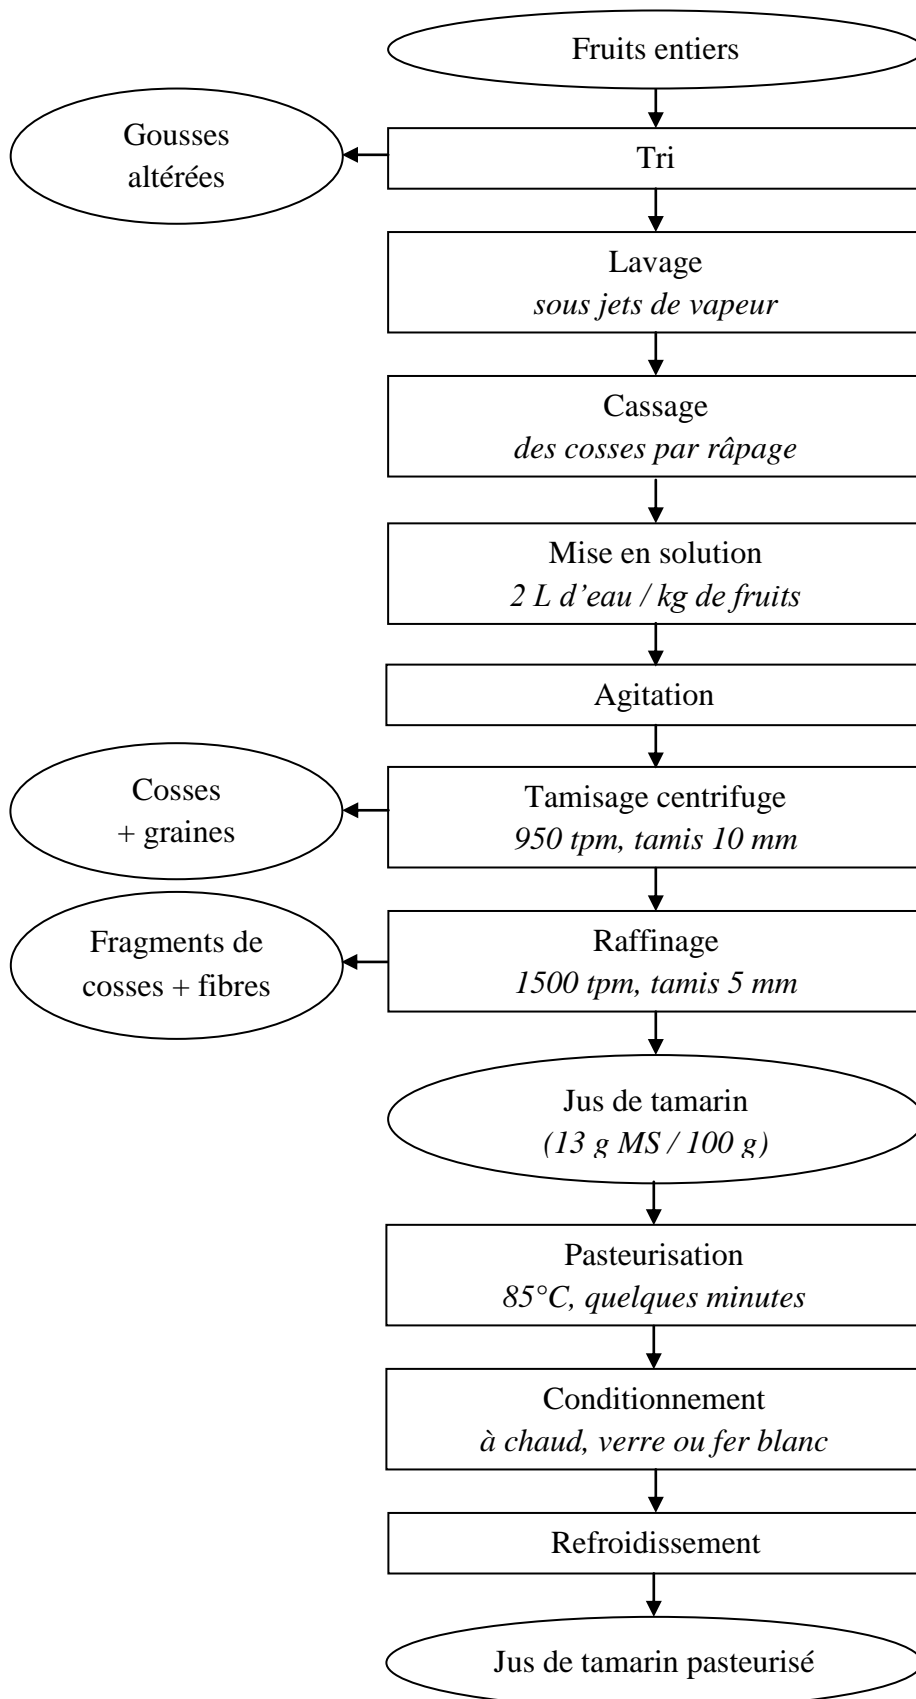 Fruits entiers
Gousses
altérées
Tri
Lavage
sous jets de vapeur
Cassage
des cosses par râpage
Mise en solution
2 L d’eau / kg de fruits
Agitation
Cosses
+ graines
Tamisage centrifuge
950 tpm, tamis 10 mm
Fragments de
cosses + fibres
Raffinage
1500 tpm, tamis 5 mm
Jus de tamarin
(13 g MS / 100 g)
Pasteurisation
85°C, quelques minutes
Conditionnement
à chaud, verre ou fer blanc
Refroidissement
Jus de tamarin pasteurisé